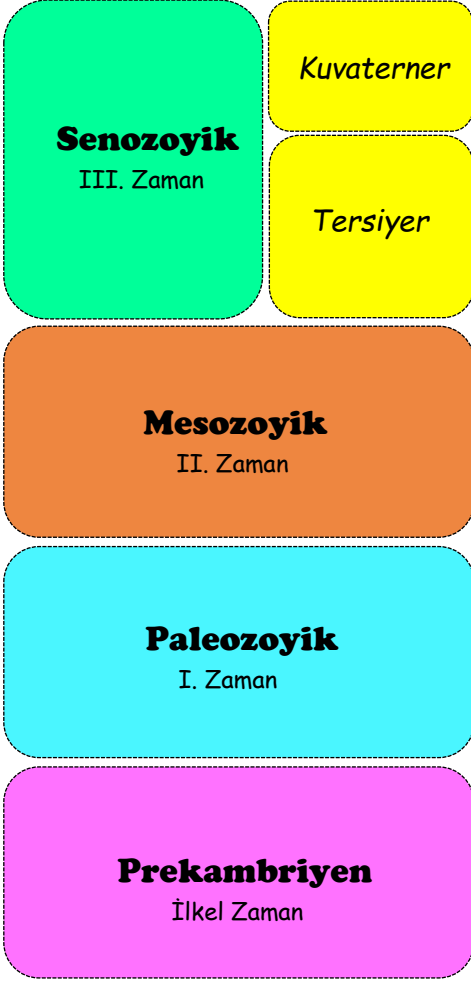 Senozoyik
III. Zaman
Kuvaterner
Tersiyer
Mesozoyik
II. Zaman
Paleozoyik
I. Zaman
Prekambriyen
İlkel Zaman